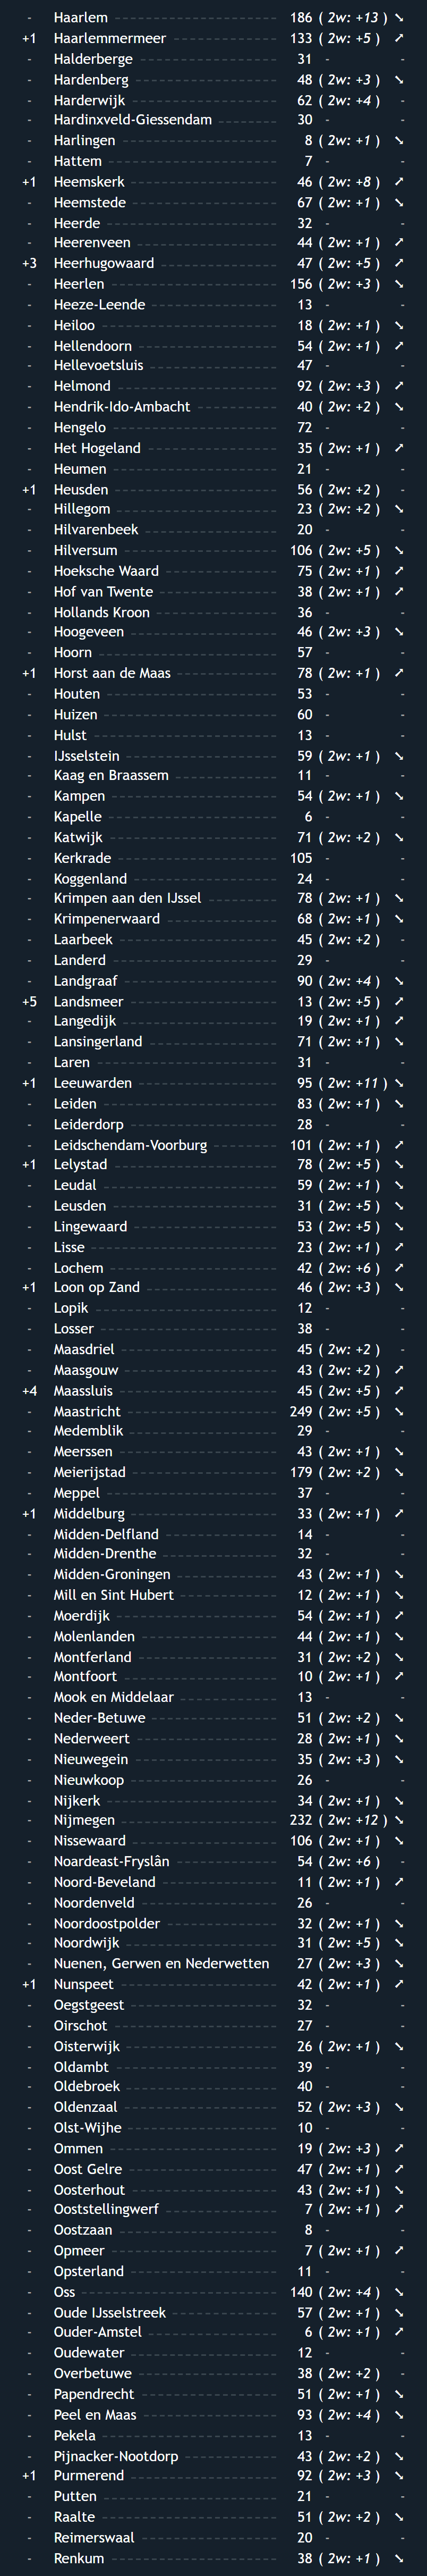 - Haarlem 186 ( 2w: +13 ) ➘
+1 Haarlemmermeer 133 ( 2w: +5 ) ➚
- Halderberge 31 - -
- Hardenberg 48 ( 2w: +3 ) ➘
- Harderwijk 62 ( 2w: +4 ) -
- Hardinxveld-Giessendam 30 - -
- Harlingen 8 ( 2w: +1 ) ➘
- Hattem 7 - -
+1 Heemskerk 46 ( 2w: +8 ) ➚
- Heemstede 67 ( 2w: +1 ) ➘
- Heerde 32 - -
- Heerenveen 44 ( 2w: +1 ) ➚
+3 Heerhugowaard 47 ( 2w: +5 ) ➚
- Heerlen 156 ( 2w: +3 ) ➘
- Heeze-Leende 13 - -
- Heiloo 18 ( 2w: +1 ) ➘
- Hellendoorn 54 ( 2w: +1 ) ➚
- Hellevoetsluis 47 - -
- Helmond 92 ( 2w: +3 ) ➚
- Hendrik-Ido-Ambacht 40 ( 2w: +2 ) ➘
- Hengelo 72 - -
- Het Hogeland 35 ( 2w: +1 ) ➚
- Heumen 21 - -
+1 Heusden 56 ( 2w: +2 ) -
- Hillegom 23 ( 2w: +2 ) ➘
- Hilvarenbeek 20 - -
- Hilversum 106 ( 2w: +5 ) ➘
- Hoeksche Waard 75 ( 2w: +1 ) ➚
- Hof van Twente 38 ( 2w: +1 ) ➚
- Hollands Kroon 36 - -
- Hoogeveen 46 ( 2w: +3 ) ➘
- Hoorn 57 - -
+1 Horst aan de Maas 78 ( 2w: +1 ) ➚
- Houten 53 - -
- Huizen 60 - -
- Hulst 13 - -
- IJsselstein 59 ( 2w: +1 ) ➘
- Kaag en Braassem 11 - -
- Kampen 54 ( 2w: +1 ) ➘
- Kapelle 6 - -
- Katwijk 71 ( 2w: +2 ) ➘
- Kerkrade 105 - -
- Koggenland 24 - -
- Krimpen aan den IJssel 78 ( 2w: +1 ) ➘
- Krimpenerwaard 68 ( 2w: +1 ) ➘
- Laarbeek 45 ( 2w: +2 ) -
- Landerd 29 - -
- Landgraaf 90 ( 2w: +4 ) ➘
+5 Landsmeer 13 ( 2w: +5 ) ➚
- Langedijk 19 ( 2w: +1 ) ➚
- Lansingerland 71 ( 2w: +1 ) ➘
- Laren 31 - -
+1 Leeuwarden 95 ( 2w: +11 ) ➘
- Leiden 83 ( 2w: +1 ) ➘
- Leiderdorp 28 - -
- Leidschendam-Voorburg 101 ( 2w: +1 ) ➚
+1 Lelystad 78 ( 2w: +5 ) ➘
- Leudal 59 ( 2w: +1 ) ➘
- Leusden 31 ( 2w: +5 ) ➘
- Lingewaard 53 ( 2w: +5 ) ➘
- Lisse 23 ( 2w: +1 ) ➚
- Lochem 42 ( 2w: +6 ) ➚
+1 Loon op Zand 46 ( 2w: +3 ) ➘
- Lopik 12 - -
- Losser 38 - -
- Maasdriel 45 ( 2w: +2 ) -
- Maasgouw 43 ( 2w: +2 ) ➚
+4 Maassluis 45 ( 2w: +5 ) ➚
- Maastricht 249 ( 2w: +5 ) ➘
- Medemblik 29 - -
- Meerssen 43 ( 2w: +1 ) ➘
- Meierijstad 179 ( 2w: +2 ) ➘
- Meppel 37 - -
+1 Middelburg 33 ( 2w: +1 ) ➚
- Midden-Delfland 14 - -
- Midden-Drenthe 32 - -
- Midden-Groningen 43 ( 2w: +1 ) ➘
- Mill en Sint Hubert 12 ( 2w: +1 ) ➘
- Moerdijk 54 ( 2w: +1 ) ➚
- Molenlanden 44 ( 2w: +1 ) ➘
- Montferland 31 ( 2w: +2 ) ➘
- Montfoort 10 ( 2w: +1 ) ➚
- Mook en Middelaar 13 - -
- Neder-Betuwe 51 ( 2w: +2 ) ➘
- Nederweert 28 ( 2w: +1 ) ➘
- Nieuwegein 35 ( 2w: +3 ) ➘
- Nieuwkoop 26 - -
- Nijkerk 34 ( 2w: +1 ) ➘
- Nijmegen 232 ( 2w: +12 ) ➘
- Nissewaard 106 ( 2w: +1 ) ➘
- Noardeast-Fryslân 54 ( 2w: +6 ) -
- Noord-Beveland 11 ( 2w: +1 ) ➚
- Noordenveld 26 - -
- Noordoostpolder 32 ( 2w: +1 ) ➘
- Noordwijk 31 ( 2w: +5 ) ➘
- Nuenen, Gerwen en Nederwetten 27 ( 2w: +3 ) ➘
+1 Nunspeet 42 ( 2w: +1 ) ➚
- Oegstgeest 32 - -
- Oirschot 27 - -
- Oisterwijk 26 ( 2w: +1 ) ➘
- Oldambt 39 - -
- Oldebroek 40 - -
- Oldenzaal 52 ( 2w: +3 ) ➘
- Olst-Wijhe 10 - -
- Ommen 19 ( 2w: +3 ) ➚
- Oost Gelre 47 ( 2w: +1 ) ➚
- Oosterhout 43 ( 2w: +1 ) ➘
- Ooststellingwerf 7 ( 2w: +1 ) ➚
- Oostzaan 8 - -
- Opmeer 7 ( 2w: +1 ) ➚
- Opsterland 11 - -
- Oss 140 ( 2w: +4 ) ➘
- Oude IJsselstreek 57 ( 2w: +1 ) ➘
- Ouder-Amstel 6 ( 2w: +1 ) ➚
- Oudewater 12 - -
- Overbetuwe 38 ( 2w: +2 ) -
- Papendrecht 51 ( 2w: +1 ) ➘
- Peel en Maas 93 ( 2w: +4 ) ➘
- Pekela 13 - -
- Pijnacker-Nootdorp 43 ( 2w: +2 ) ➘
+1 Purmerend 92 ( 2w: +3 ) ➘
- Putten 21 - -
- Raalte 51 ( 2w: +2 ) ➘
- Reimerswaal 20 - -
- Renkum 38 ( 2w: +1 ) ➘